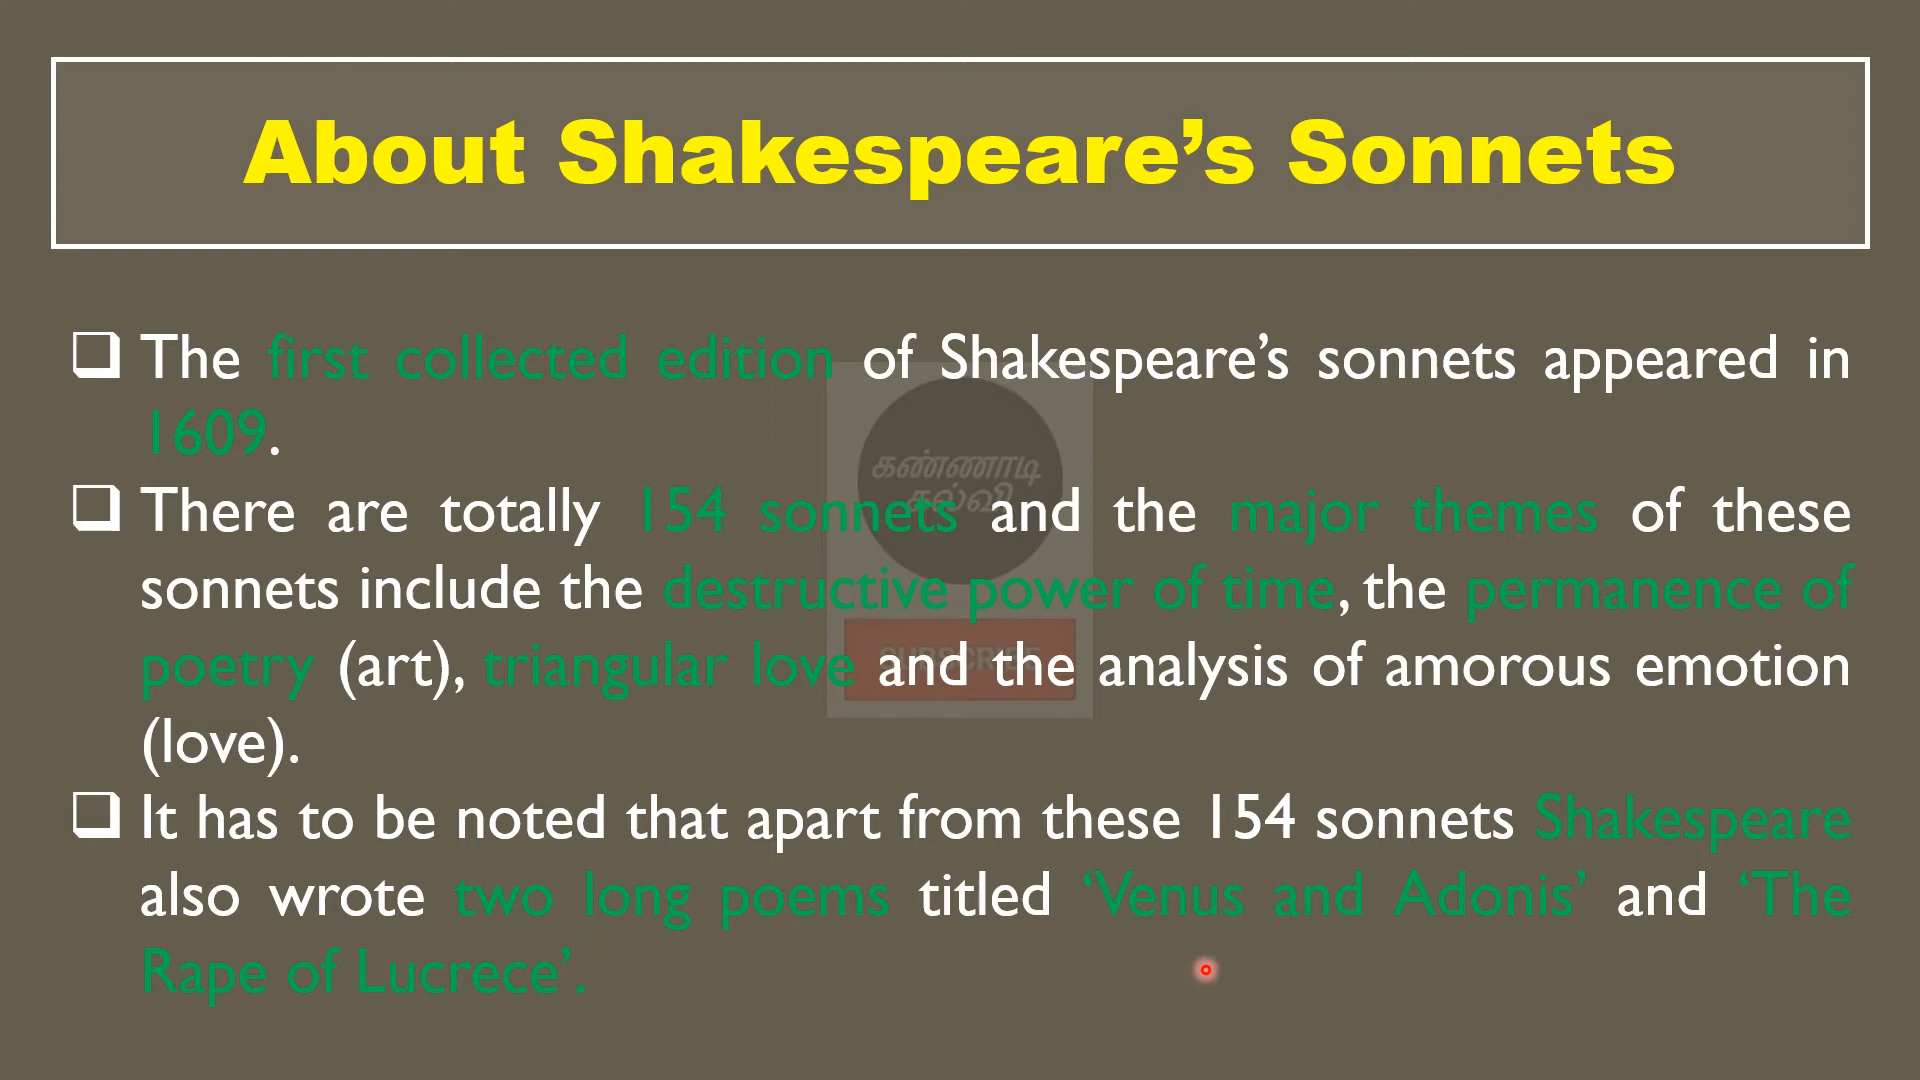 About Shakespeare’s Sonnets
The first collected edition of Shakespeare’s sonnets appeared in
1609.
கண்ணாடி
கல்வி
There are totally 154 sonnets and the major themes of these
sonnets include the destructive power of time, the permanence of
poetry (art), triangular love and the analysis of amorous emotion
SUBSCRIBE
(love).
It has to be noted that apart from these 154 sonnets Shakespeare
also wrote two long poems titled ‘Venus and Adonis’ and ‘The
Rape of Lucrece’.